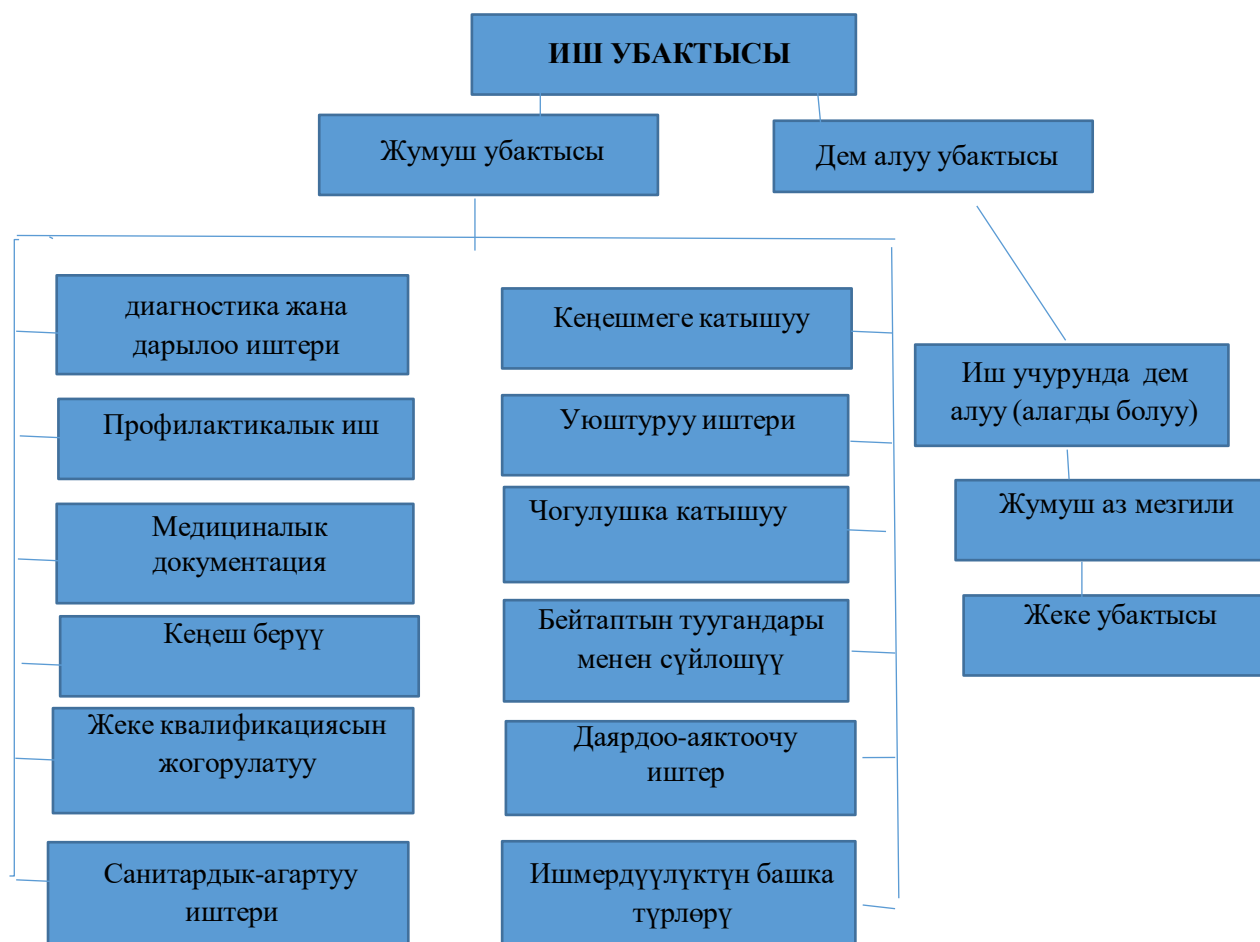 ИШ УБАКТЫСЫ
Жумуш убактысы
Дем алуу убактысы
диагностика жана
дарылоо иштери
Профилактикалык иш
Медициналык
документация
Кеңеш берүү
Жеке квалификациясын
жогорулатуу
Санитардык-агартуу
иштери
Кеңешмеге катышуу
Уюштуруу иштери
Чогулушка катышуу
Бейтаптын туугандары
менен сүйлошүү
Даярдоо-аяктоочу
иштер
Ишмердүүлүктүн башка
түрлөрү
Иш учурунда дем
алуу (алагды болуу)
Жумуш аз мезгили
Жеке убактысы